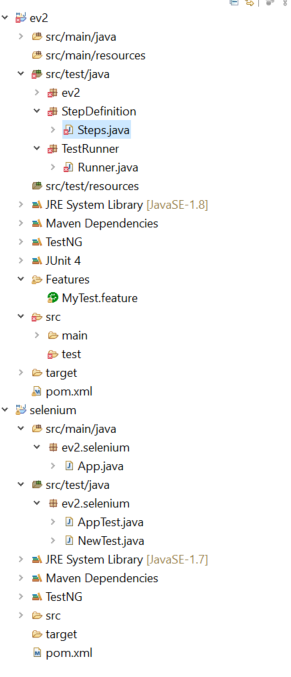 ev2
src/main/java
src/main/resources
src/test/java
ev2
StepDefinition
Steps.java
TestRunner
Runner.java
src/test/resources
JRE System Library [JavaSE-1.8]
Maven Dependencies
TestNG
JUnit 4
Features
MyTest.feature
src
main
test
target
pom.xml
selenium
src/main/java
ev2.selenium
App.java
src/test/java
ev2.selenium
AppTest.java
NewTest.java
JRE System Library [JavaSE-1.7]
Maven Dependencies
TestNG
src
target
pom.xml